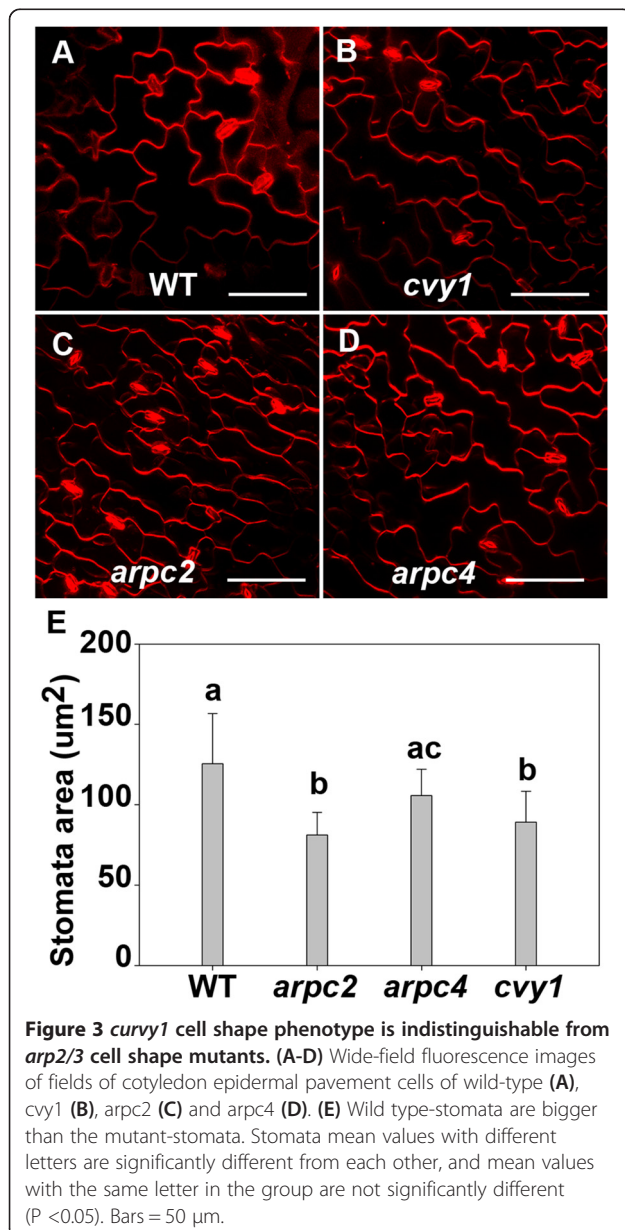 A
B
WT
cvy1
C
D
arpc2
arpc4
E
200
150
100
50
0
Stomata area (um²)
a
b
ac
b
WT arpc2 arpc4 cvy1
Figure 3 curvy1 cell shape phenotype is indistinguishable from
arp2/3 cell shape mutants. (A-D) Wide-field fluorescence images
of fields of cotyledon epidermal pavement cells of wild-type (A),
cvy1 (B), arpc2 (C) and arpc4 (D). (E) Wild type-stomata are bigger
than the mutant-stomata. Stomata mean values with different
letters are significantly different from each other, and mean values
with the same letter in the group are not significantly different
(P <0.05). Bars = 50 μm.